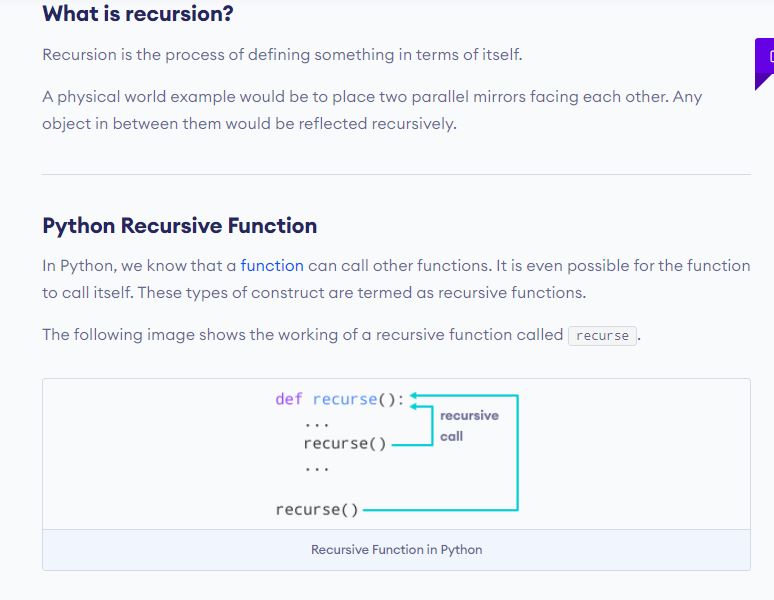 What is recursion?
Recursion is the process of defining something in terms of itself.
A physical world example would be to place two parallel mirrors facing each other. Any
object in between them would be reflected recursively.
Python Recursive Function
In Python, we know that a function can call other functions. It is even possible for the function
to call itself. These types of construct are termed as recursive functions.
The following image shows the working of a recursive function called recurse.
def recurse():
...
recurse()
...
recurse()
recursive
call
Recursive Function in Python